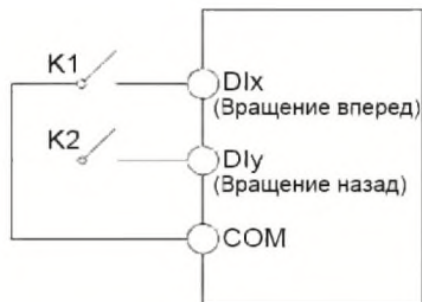 K1
DIx
(Вращение вперед)
K2
DIy
(Вращение назад)
COM